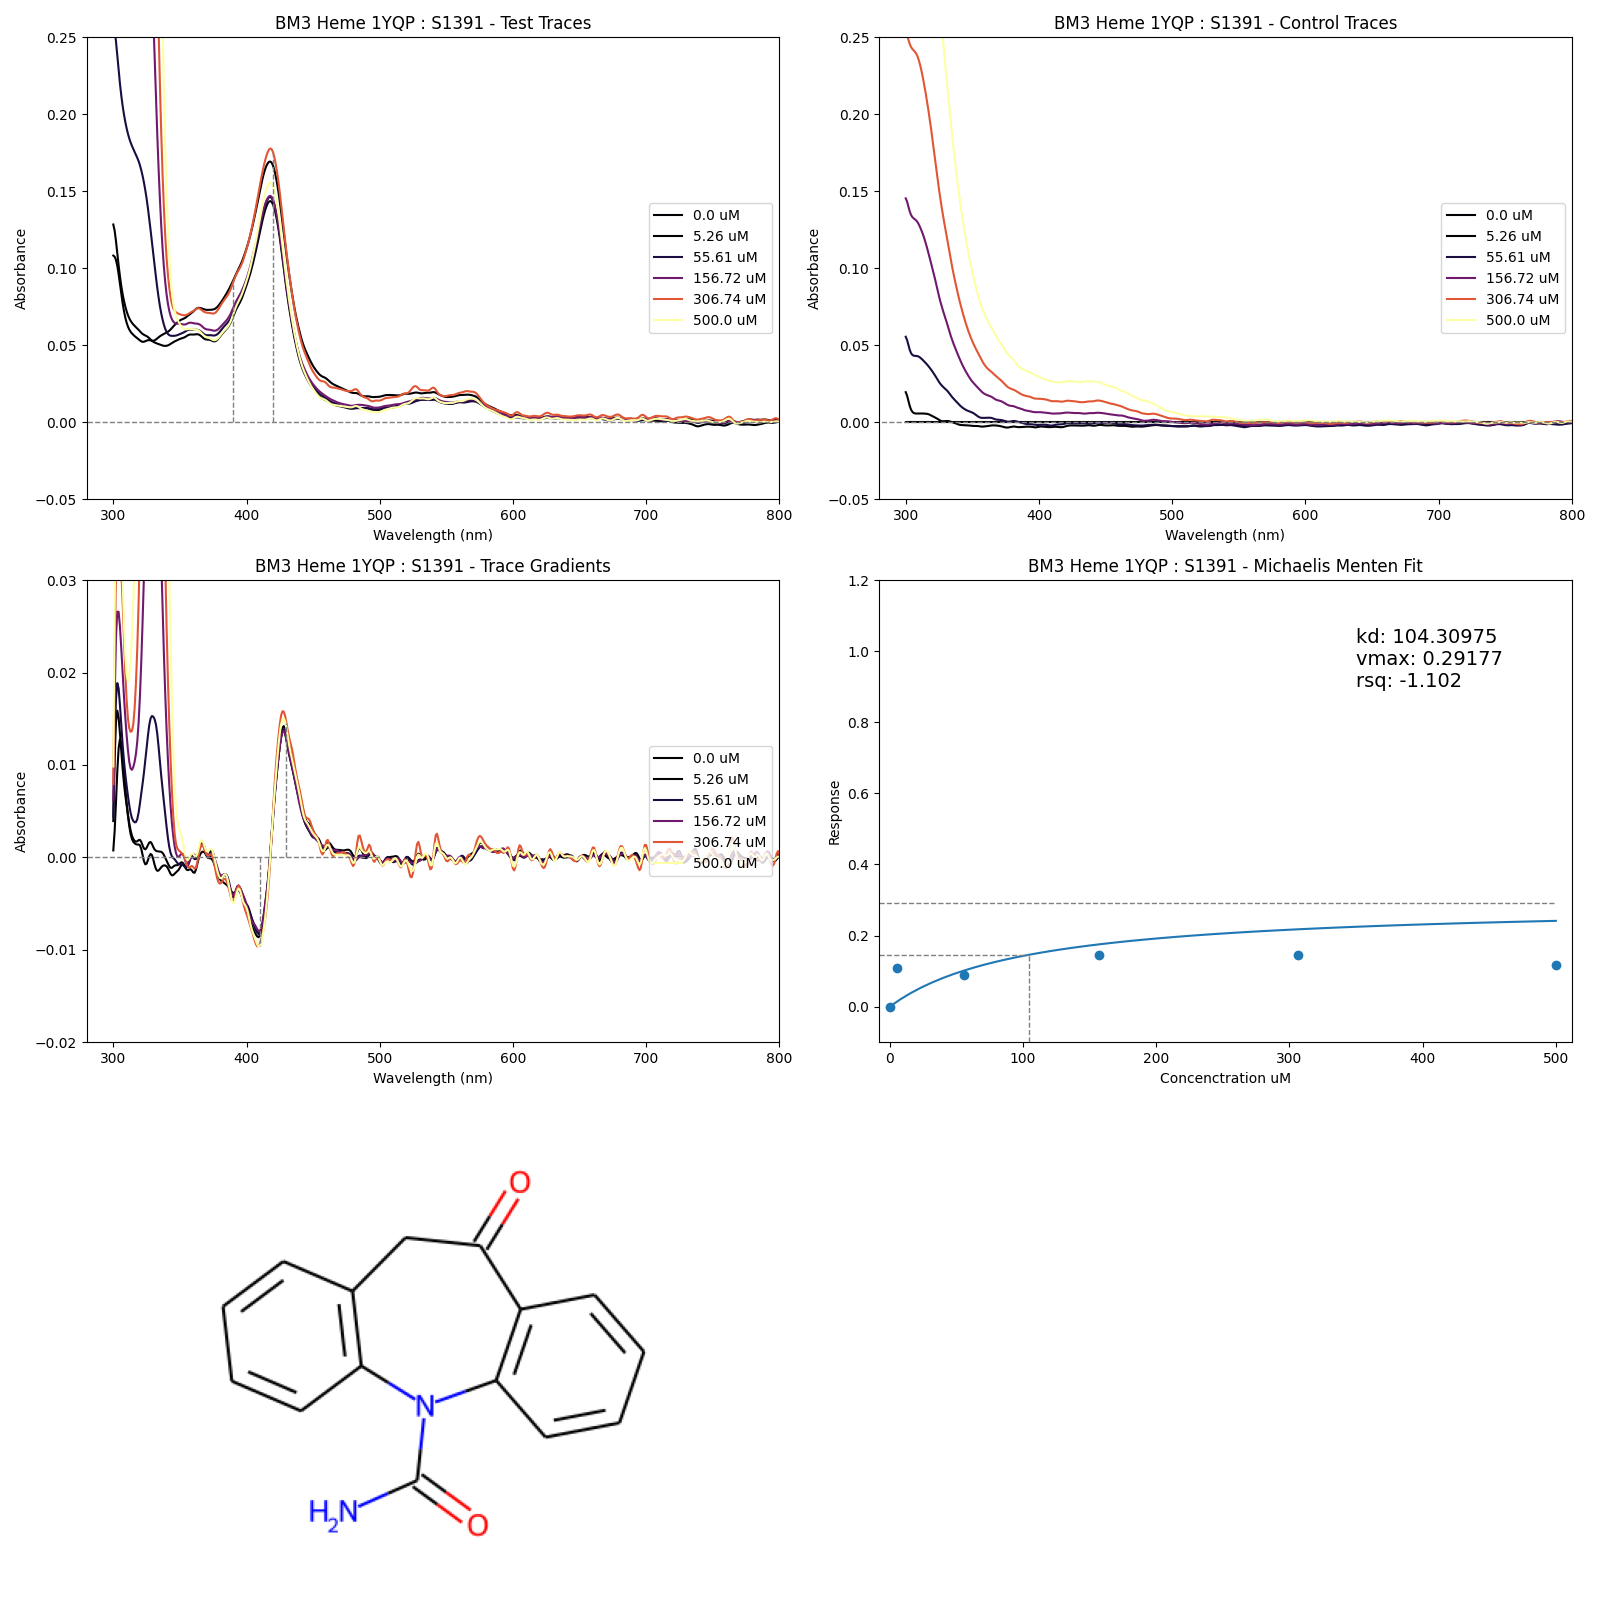 BM3 Heme 1YQP : S1391 - Test Traces
0.25
0.20
0.15
0.10
0.05
0.00
−0.05
Absorbance
300 400 500 600 700 800
Wavelength (nm)
0.0 uM
5.26 uM
55.61 uM
156.72 uM
306.74 uM
500.0 uM
BM3 Heme 1YQP : S1391 - Control Traces
0.25
0.20
0.15
0.10
0.05
0.00
−0.05
Absorbance
300 400 500 600 700 800
Wavelength (nm)
0.0 uM
5.26 uM
55.61 uM
156.72 uM
306.74 uM
500.0 uM
BM3 Heme 1YQP : S1391 - Trace Gradients
0.03
0.02
0.01
0.00
−0.01
−0.02
Absorbance
300 400 500 600 700 800
Wavelength (nm)
0.0 uM
5.26 uM
55.61 uM
156.72 uM
306.74 uM
500.0 uM
BM3 Heme 1YQP : S1391 - Michaelis Menten Fit
1.2
1.0
0.8
0.6
0.4
0.2
0.0
Response
kd: 104.30975
vmax: 0.29177
rsq: -1.102
0 100 200 300 400 500
Concenctration uM
O
N
H2N
O